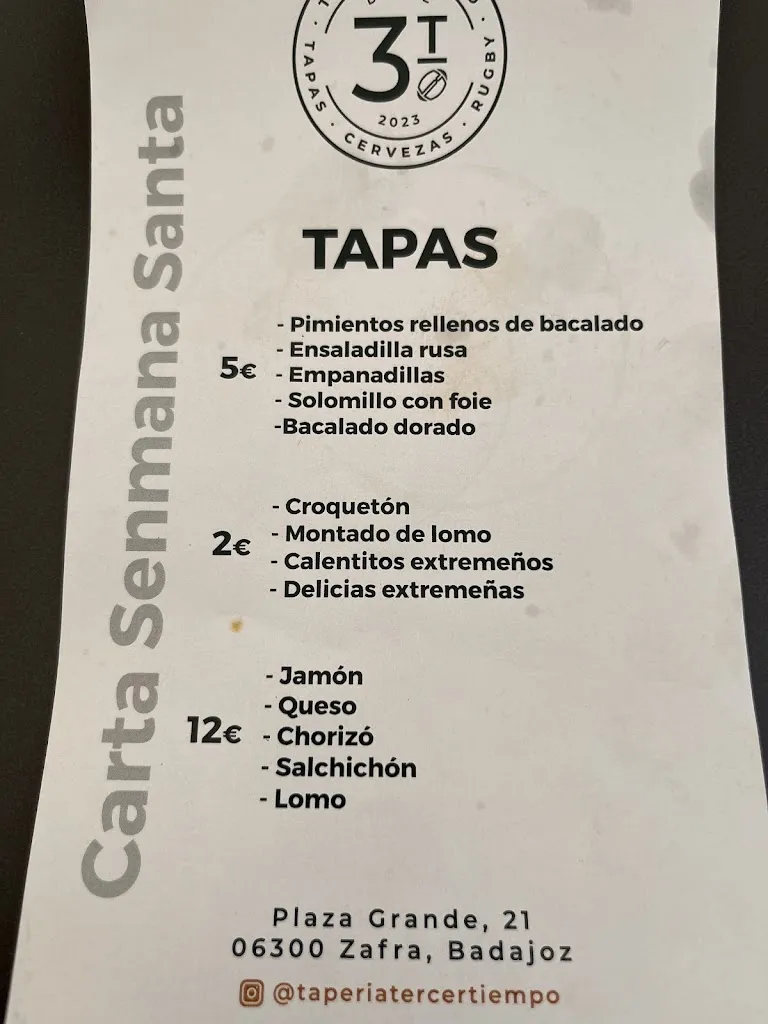 3T
2023
TAPAS · CERVEZAS · RUGBY ·
Carta Senmana Santa
TAPAS
5€
- Pimientos rellenos de bacalado
- Ensaladilla rusa
- Empanadillas
- Solomillo con foie
-Bacalado dorado
2€
- Croquetón
- Montado de lomo
- Calentitos extremeños
- Delicias extremeñas
12€
- Jamón
- Queso
- Chorizó
- Salchichón
- Lomo
Plaza Grande, 21
06300 Zafra, Badajoz
@taperiatercertiempo